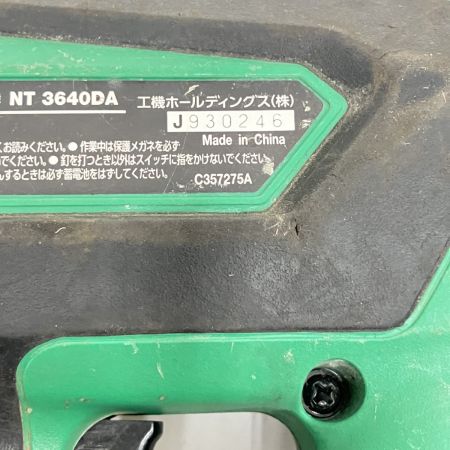 NT 3640DA 工機ホールディングス(株)
J930246
Made in China
お読みください。● 作業中は保護メガネを必ず
でください。● 釘を打つとき以外はスイッチに指をかけないでください。
するときは必ず蓄電池をはずしてください。
C357275A